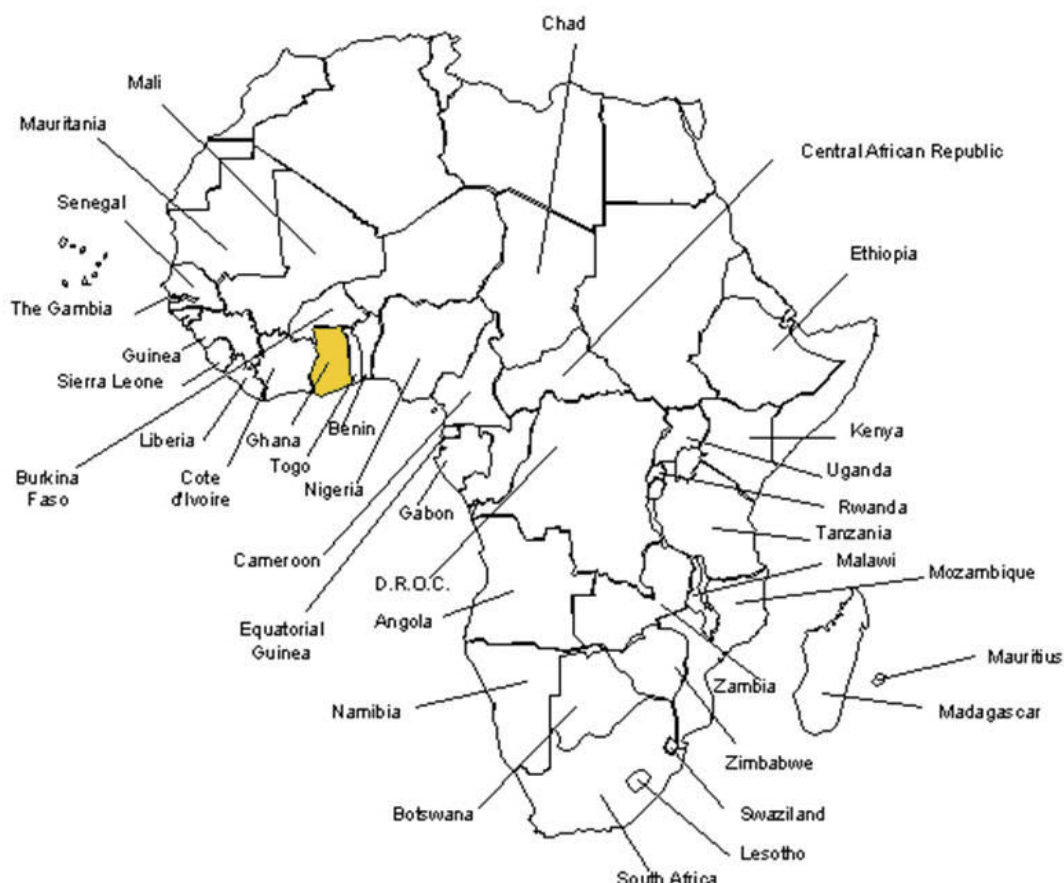 Chad
Mali
Mauritania
Central African Republic
Senegal
Ethiopia
The Gambia
Guinea
Sierra Leone
Liberia
Ghana
Benin
Kenya
Togo
Uganda
Burkina
Faso
Cote
d'Ivoire
Nigeria
Gabon
Rwanda
Tanzania
Cameroon
Malawi
Mozambique
D.R.O.C.
Angola
Equatorial
Guinea
Mauritius
Zambia
Namibia
Madagascar
Zimbabwe
Botswana
Swaziland
Lesotho
South Africa